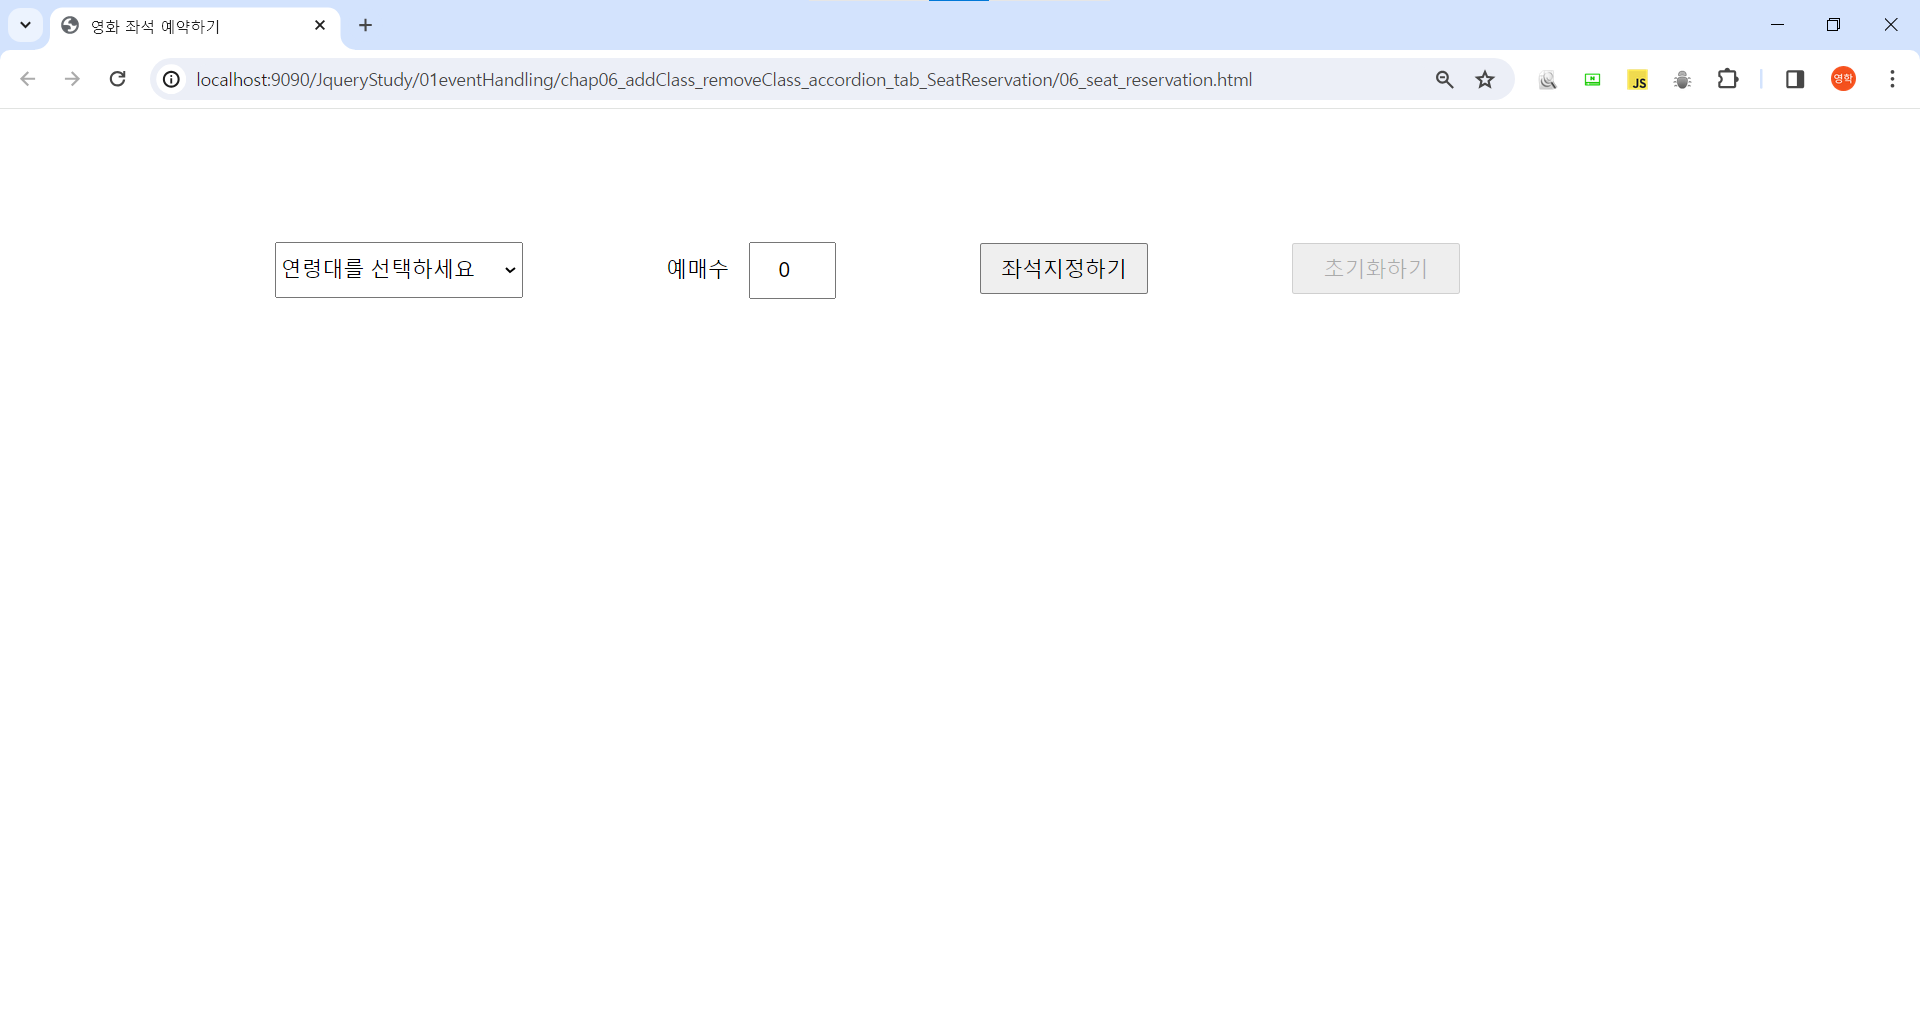 영화 좌석 예약하기
localhost:9090/JqueryStudy/01eventHandling/chap06_addClass_removeClass_accordion_tab_SeatReservation/06_seat_reservation.html
JS
영학
연령대를 선택하세요 예매수 0 좌석지정하기 초기화하기